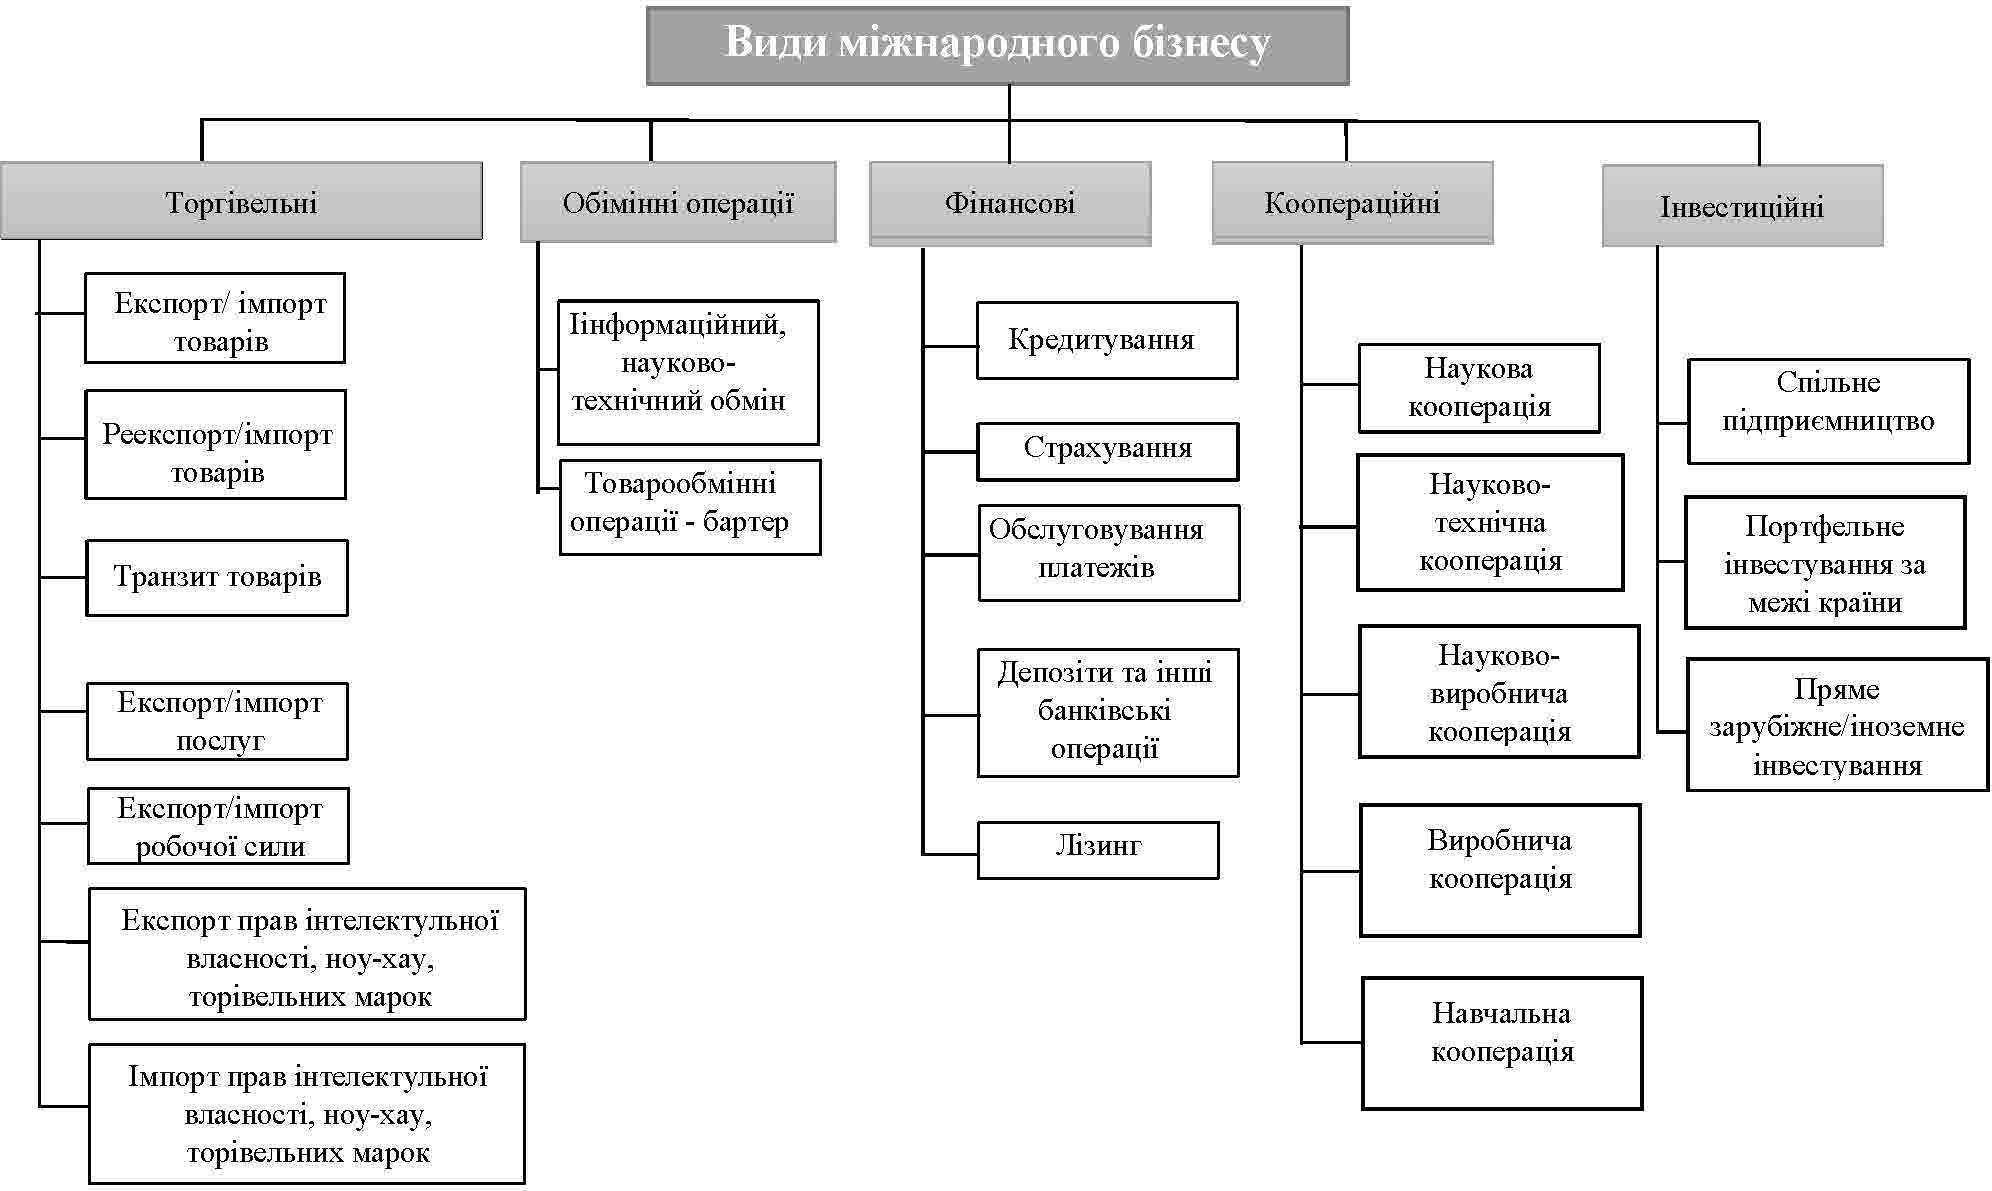 Види міжнародного бізнесу
Торгівельні
Обімінні операції
Фінансові
Коопераційні
Інвестиційні
Експорт/ імпорт
товарів
Реекспорт/імпорт
товарів
Транзит товарів
Експорт/імпорт
послуг
Експорт/імпорт
робочої сили
Експорт прав інтелектульної
власності, ноу-хау,
торівельних марок
Імпорт прав інтелектульної
власності, ноу-хау,
торівельних марок
Іінформаційний,
науково-
технічний обмін
Товарообмінні
операції - бартер
Кредитування
Страхування
Обслуговування
платежів
Депозіти та інші
банківські
операції
Лізинг
Наукова
кооперація
Науково-
технічна
кооперація
Науково-
виробнича
кооперація
Виробнича
кооперація
Навчальна
кооперація
Спільне
підприємництво
Портфельне
інвестування за
межі країни
Пряме
зарубіжне/іноземне
інвестування